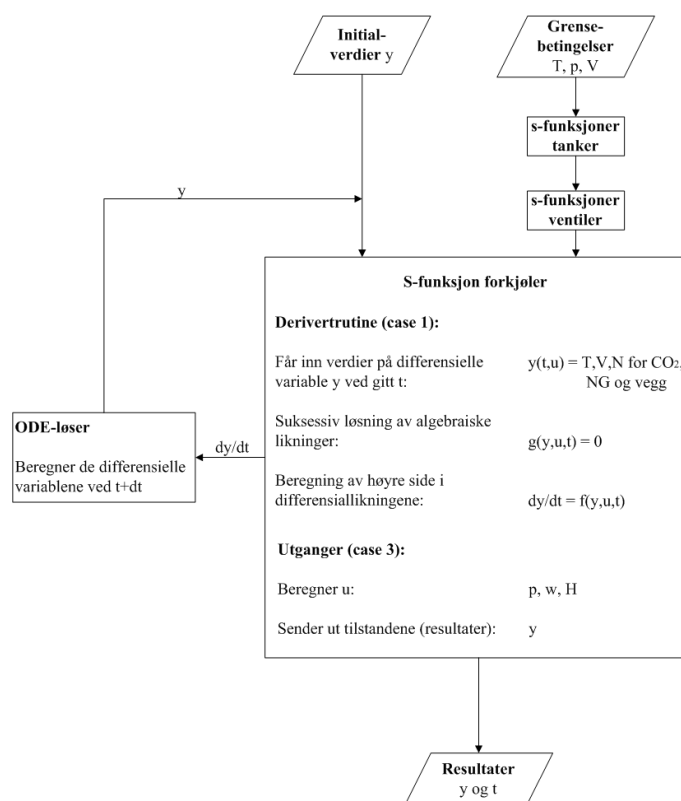 Initial-
verdier y
Grense-
betingelser
T, p, V
s-funksjoner
tanker
s-funksjoner
ventiler
y
S-funksjon forkjøler
Derivertrutine (case 1):
Får inn verdier på differensielle
variable y ved gitt t:
y(t,u) = T,V,N for CO₂,
NG og vegg
Suksessiv løsning av algebraiske
likninger:
g(y,u,t) = 0
Beregning av høyre side i
differensiallikningene:
dy/dt = f(y,u,t)
Utganger (case 3):
Beregner u:
p, w, H
Sender ut tilstandene (resultater):
y
dy/dt
ODE-løser
Beregner de differensielle
variablene ved t+dt
Resultater
y og t